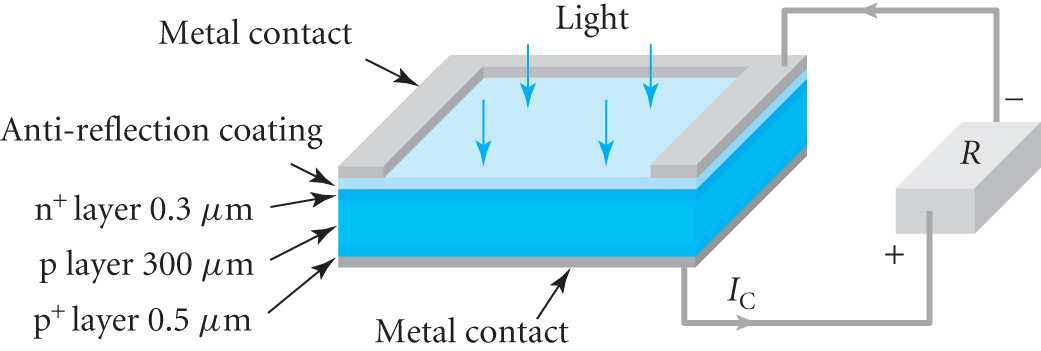 Metal contact
Light
Anti-reflection coating
n⁺ layer 0.3 μm
p layer 300 μm
p⁺ layer 0.5 μm
Metal contact
I_C
R
−
+